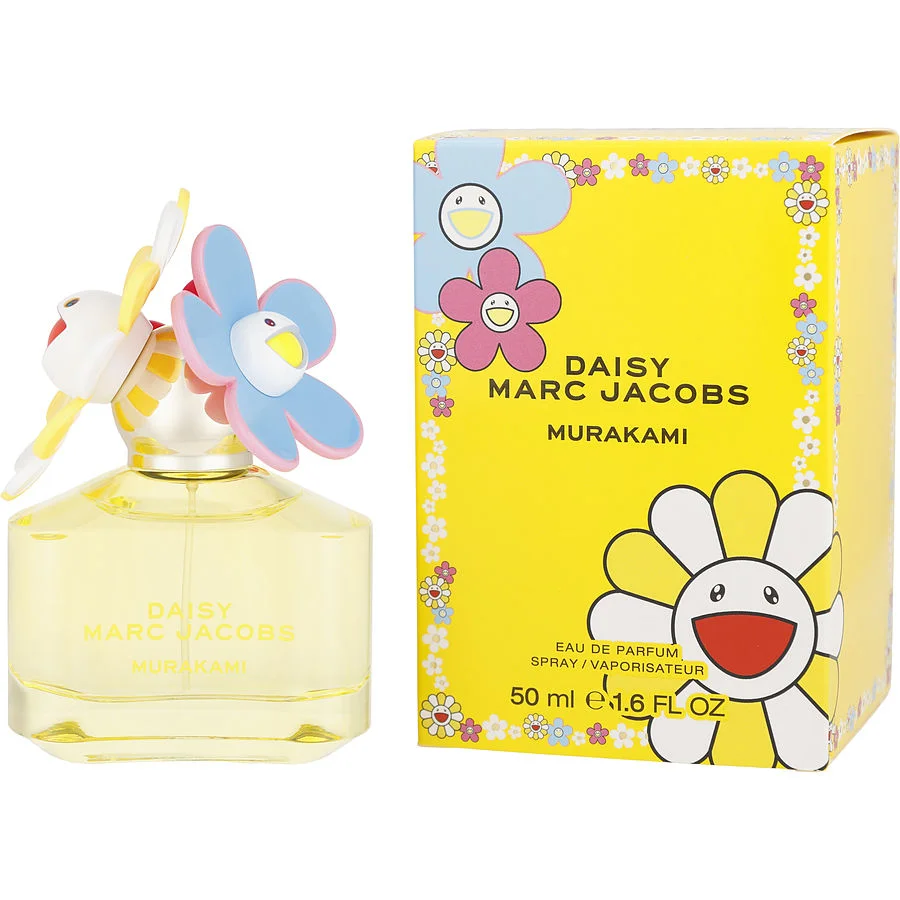 DAISY
MARC JACOBS
MURAKAMI
DAISY
MARC JACOBS
MURAKAMI
EAU DE PARFUM
SPRAY / VAPORISATEUR
50 ml ℮ 1.6 FL OZ